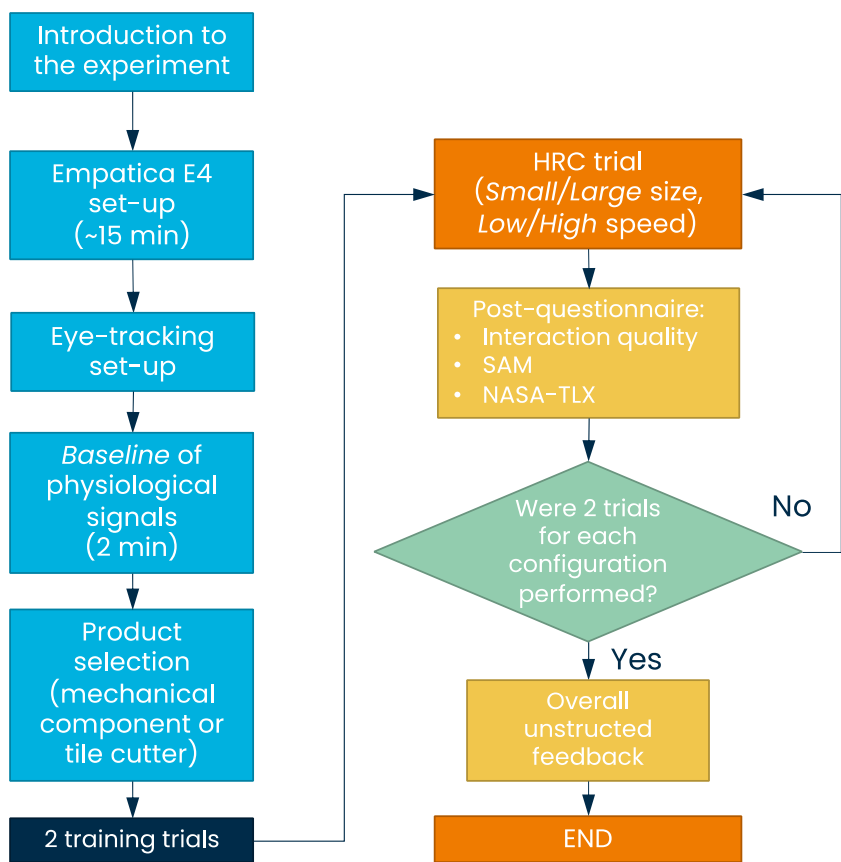 Introduction to
the experiment
Empatica E4
set-up
(~15 min)
Eye-tracking
set-up
Baseline of
physiological
signals
(2 min)
Product
selection
(mechanical
component or
tile cutter)
2 training trials
HRC trial
(Small/Large size,
Low/High speed)
Post-questionnaire:
• Interaction quality
• SAM
• NASA-TLX
Were 2 trials
for each
configuration
performed?
No
Yes
Overall
unstructed
feedback
END